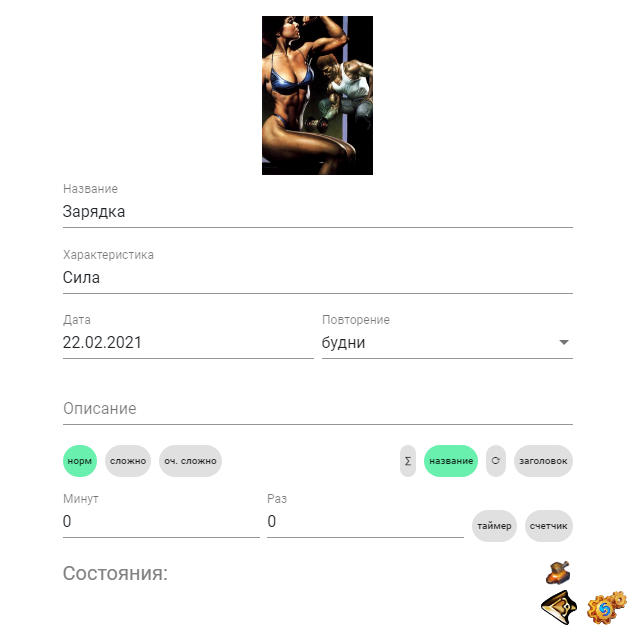 Название
Зарядка
Характеристика
Сила
Дата Повторение
22.02.2021 будни
Описание
норм сложно оч. сложно Σ название заголовок
Минут Раз
0 0 таймер счетчик
Состояния: